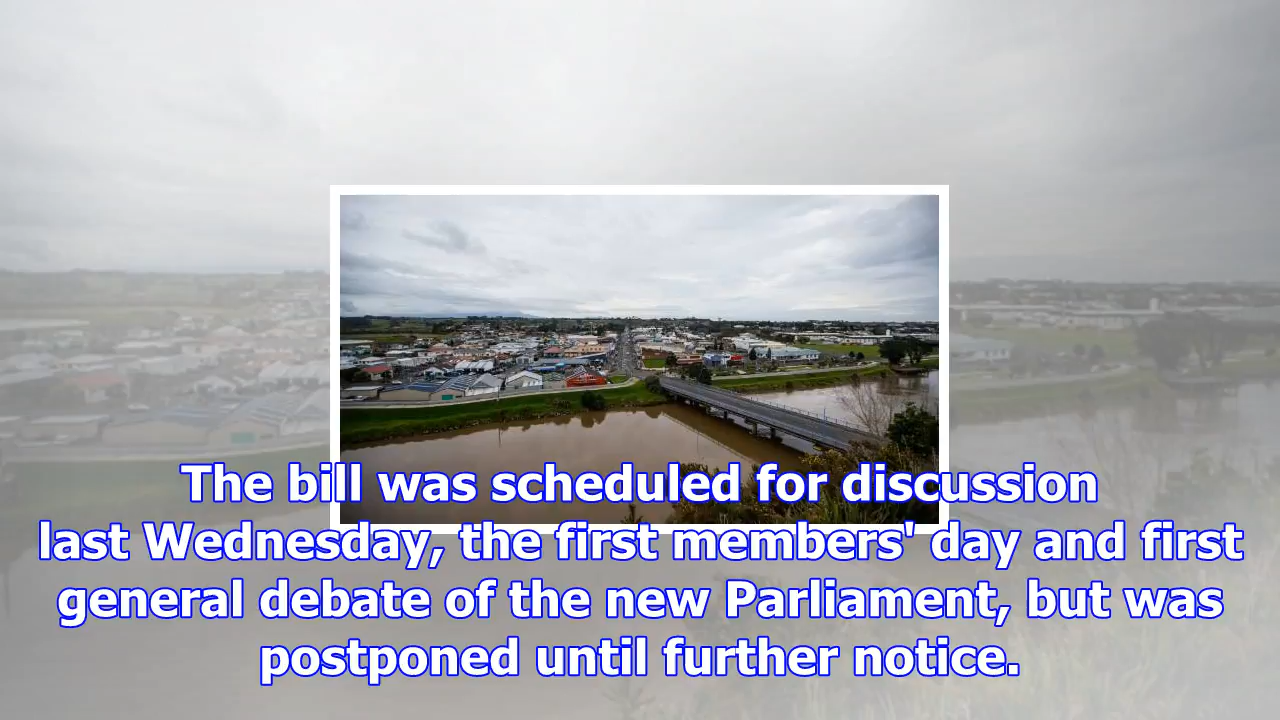 The bill was scheduled for discussion
last Wednesday, the first members' day and first
general debate of the new Parliament, but was
postponed until further notice.